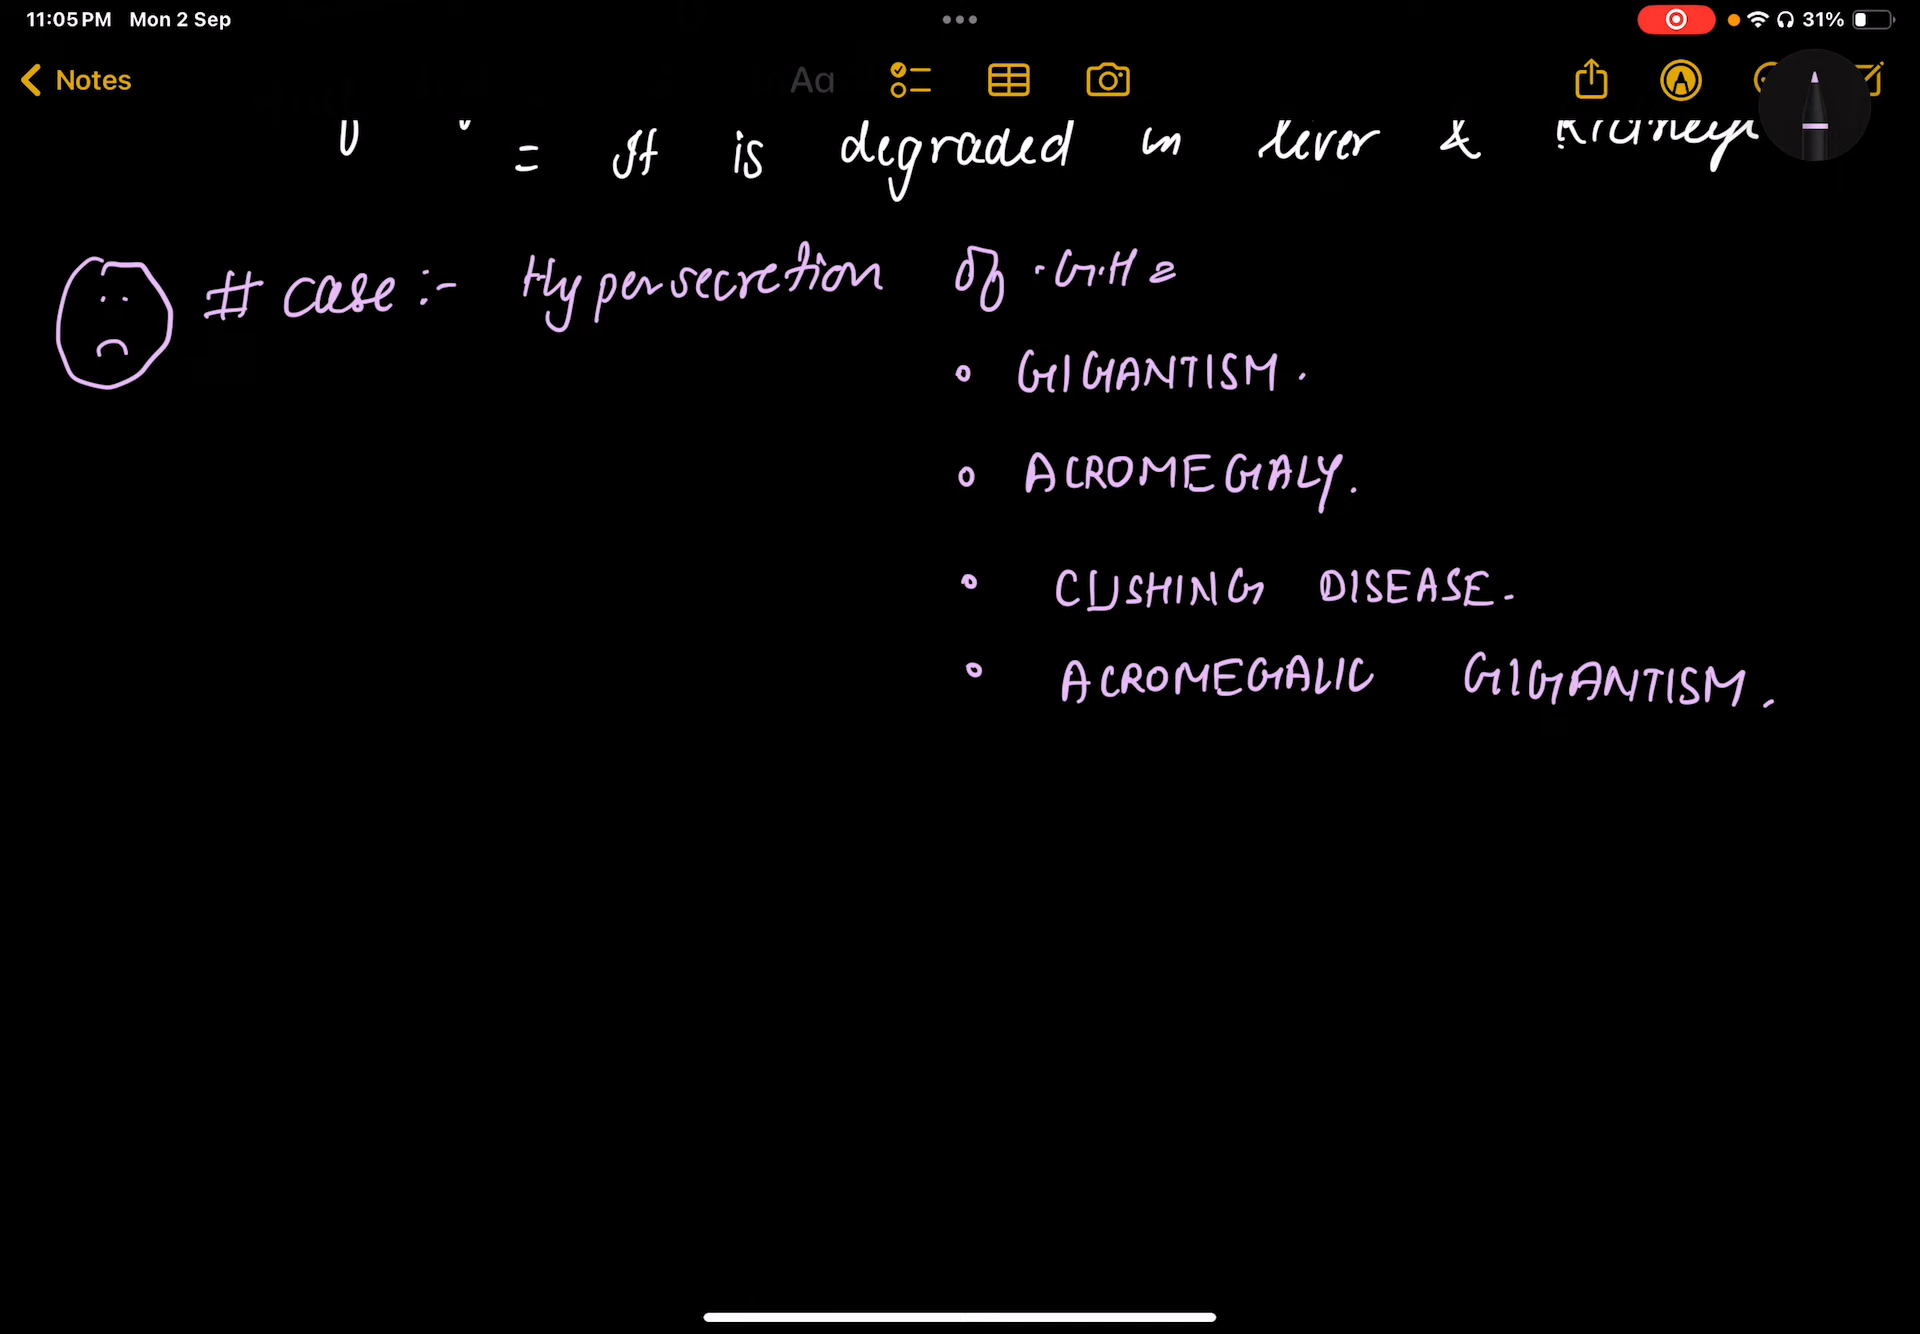 11:05 PM Mon 2 Sep
31%
Notes
Aa
= It is degraded in liver & Kidneys
# case :- Hypersecretion of G.H =
• GIGANTISM.
• ACROMEGALY.
• CUSHING DISEASE.
• ACROMEGALIC GIGANTISM.